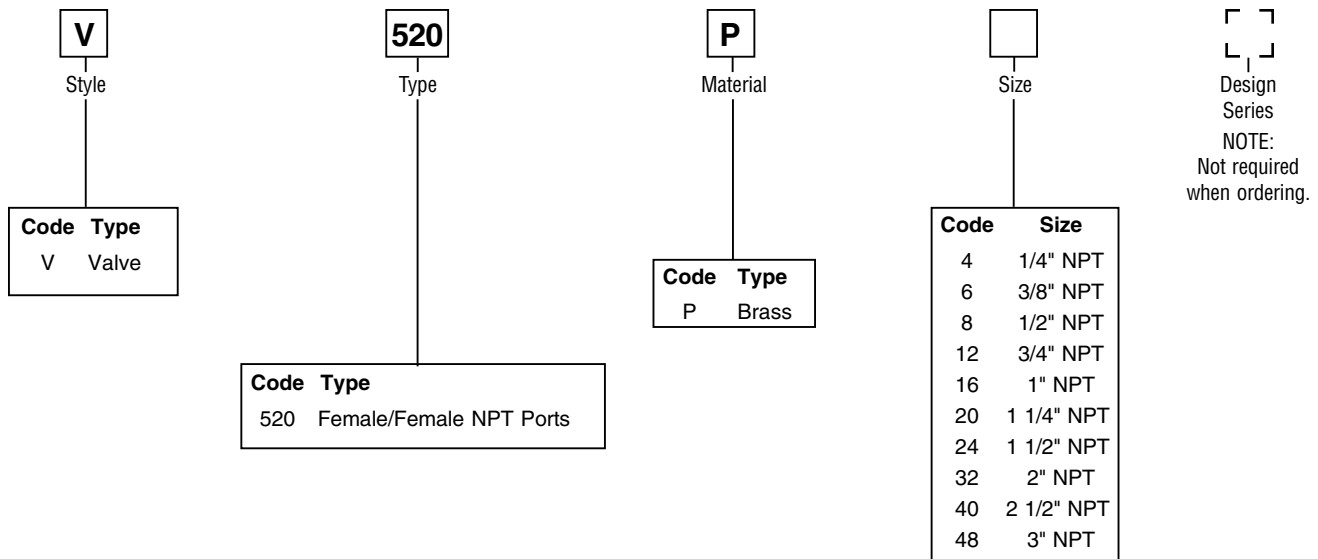 V
520
P
Style
Type
Material
Size
Design
Series
NOTE:
Not required
when ordering.
Code Type
V Valve
Code Type
520 Female/Female NPT Ports
Code Type
P Brass
Code Size
4 1/4" NPT
6 3/8" NPT
8 1/2" NPT
12 3/4" NPT
16 1" NPT
20 1 1/4" NPT
24 1 1/2" NPT
32 2" NPT
40 2 1/2" NPT
48 3" NPT